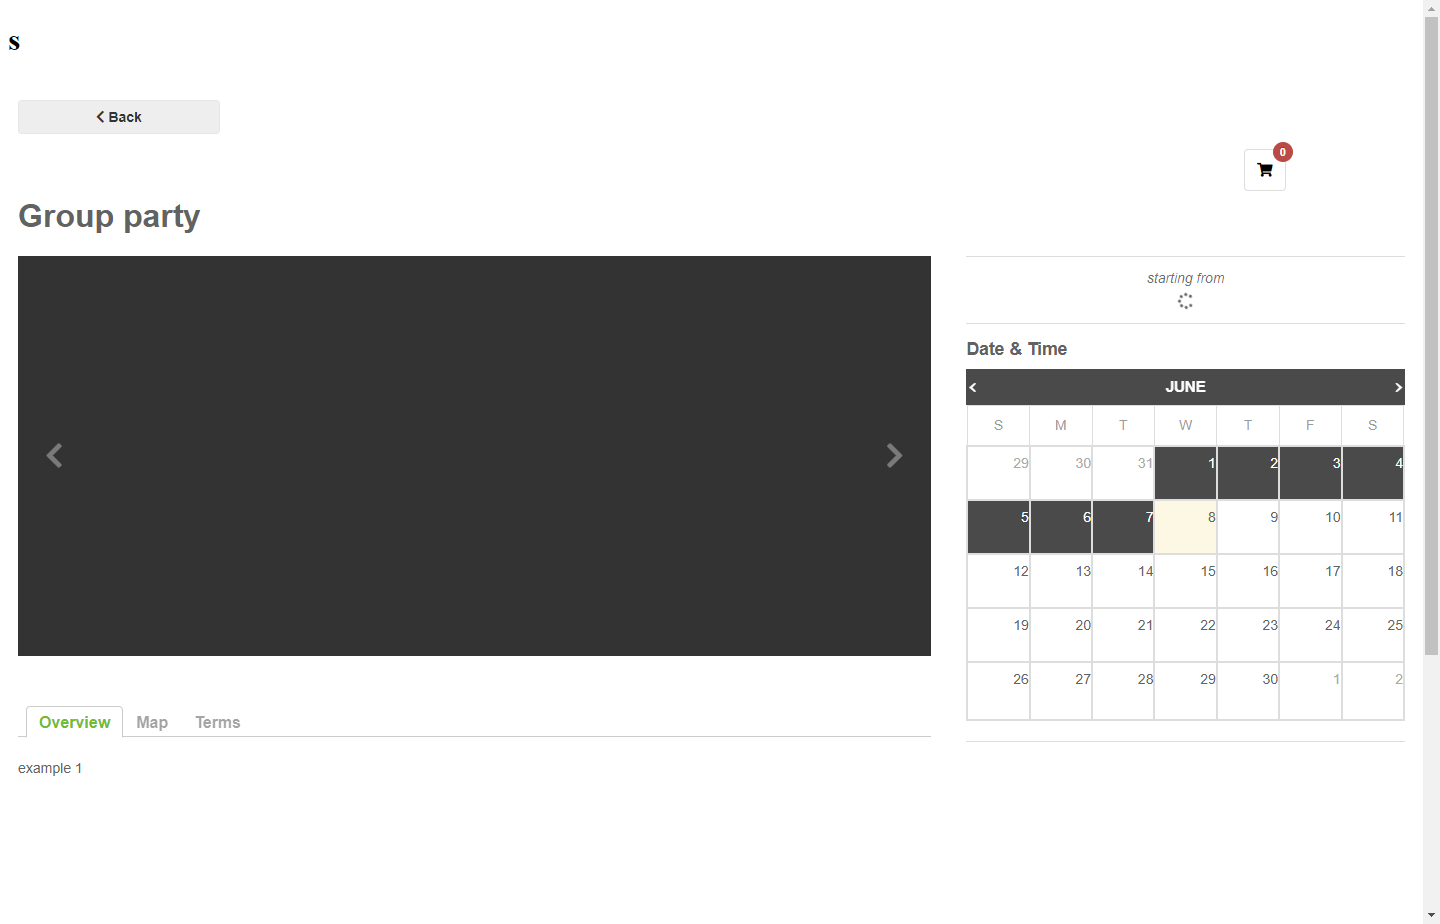 s
Back
0
Group party
starting from
Date & Time
JUNE
S M T W T F S
29 30 31 1 2 3 4
5 6 7 8 9 10 11
12 13 14 15 16 17 18
19 20 21 22 23 24 25
26 27 28 29 30 1 2
Overview Map Terms
example 1